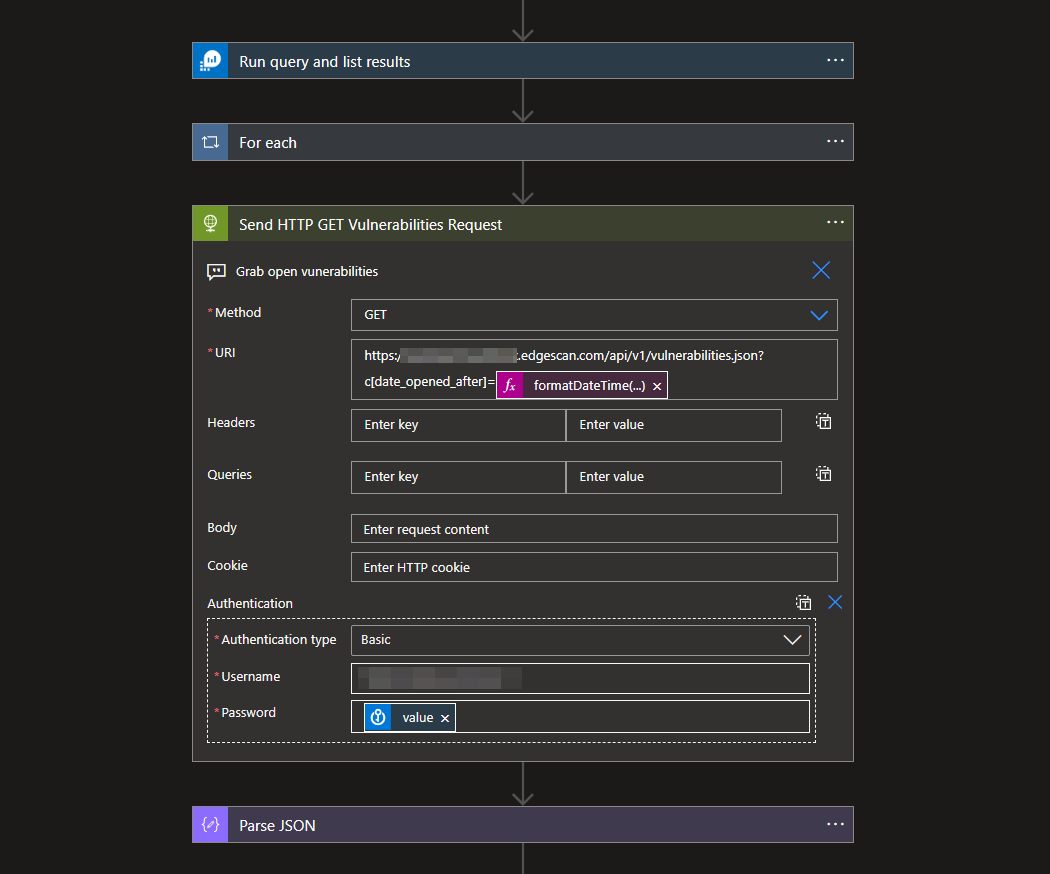 Run query and list results
For each
Send HTTP GET Vulnerabilities Request
Grab open vunerabilities
*Method
GET
*URI
https:/ .edgescan.com/api/v1/vulnerabilities.json?
c[date_opened_after]= fx formatDateTime(...) ×
Headers
Enter key
Enter value
Queries
Enter key
Enter value
Body
Enter request content
Cookie
Enter HTTP cookie
Authentication
*Authentication type
Basic
*Username
*Password
value ×
Parse JSON